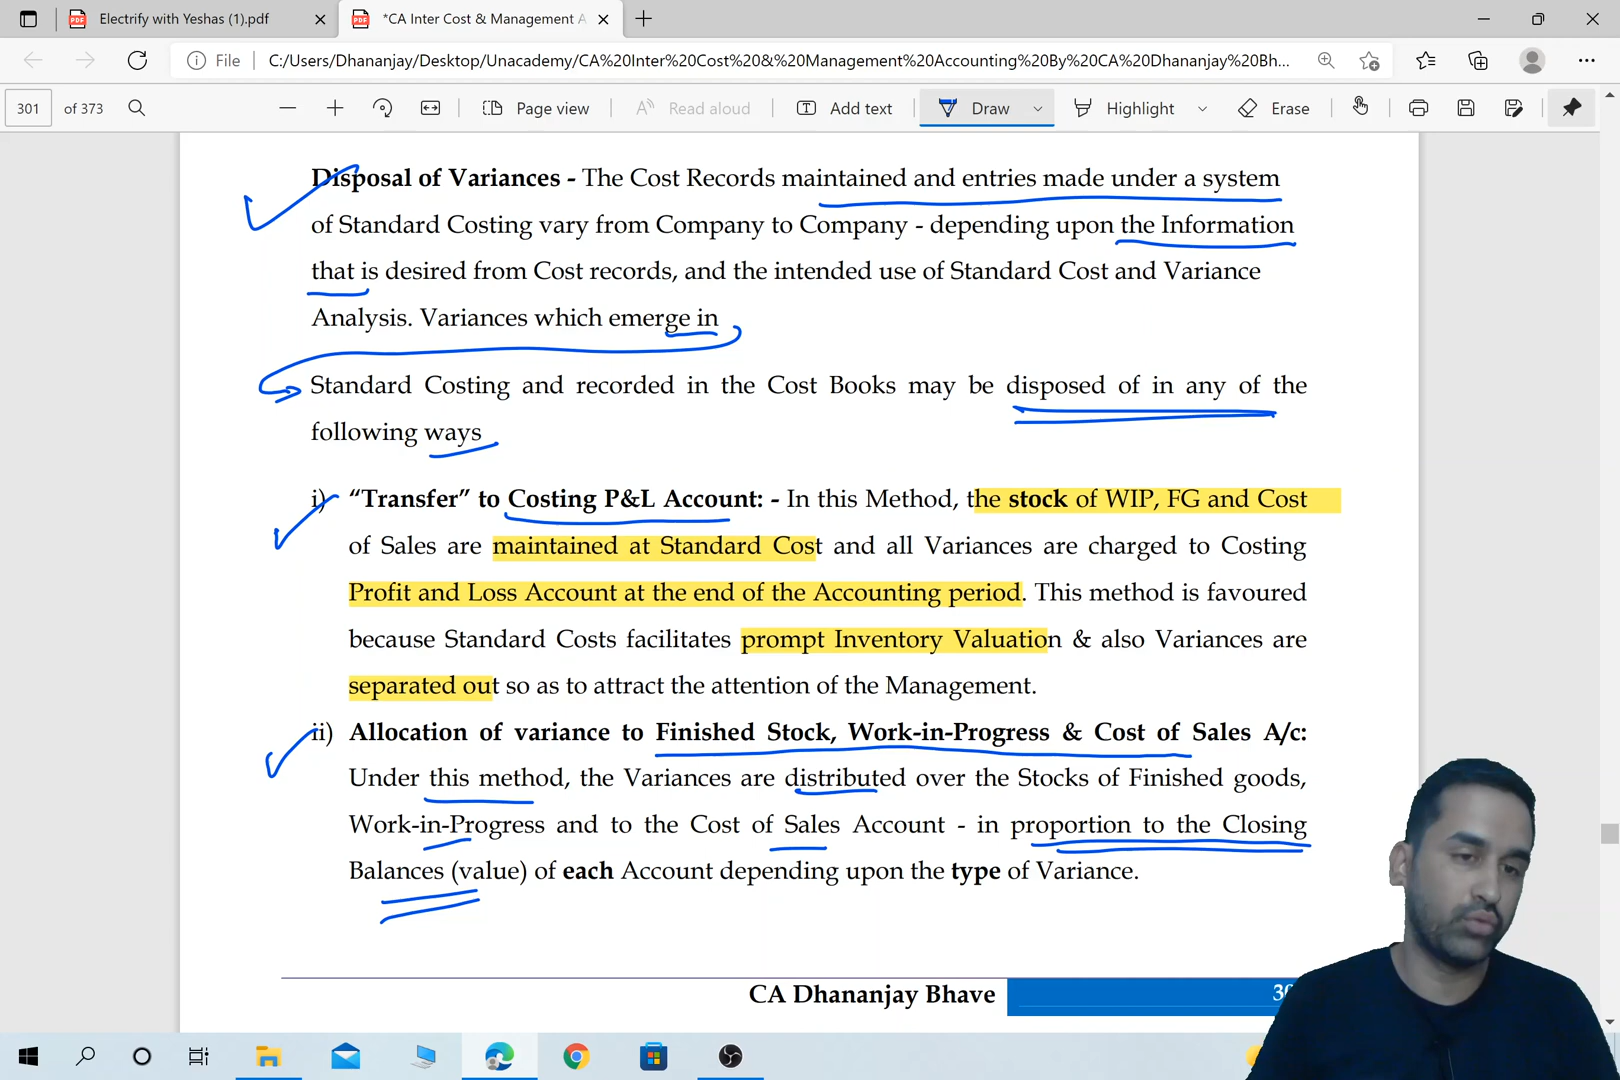 Electrify with Yeshas (1).pdf
*CA Inter Cost & Management A
File
C:/Users/Dhananjay/Desktop/Unacademy/CA%20Inter%20Cost%20&%20Management%20Accounting%20By%20CA%20Dhananjay%20Bh...
301 of 373
Page view
Read aloud
Add text
Draw
Highlight
Erase
Disposal of Variances - The Cost Records maintained and entries made under a system
of Standard Costing vary from Company to Company - depending upon the Information
that is desired from Cost records, and the intended use of Standard Cost and Variance
Analysis. Variances which emerge in
Standard Costing and recorded in the Cost Books may be disposed of in any of the
following ways
i) “Transfer” to Costing P&L Account: - In this Method, the stock of WIP, FG and Cost
of Sales are maintained at Standard Cost and all Variances are charged to Costing
Profit and Loss Account at the end of the Accounting period. This method is favoured
because Standard Costs facilitates prompt Inventory Valuation & also Variances are
separated out so as to attract the attention of the Management.
ii) Allocation of variance to Finished Stock, Work-in-Progress & Cost of Sales A/c:
Under this method, the Variances are distributed over the Stocks of Finished goods,
Work-in-Progress and to the Cost of Sales Account - in proportion to the Closing
Balances (value) of each Account depending upon the type of Variance.
CA Dhananjay Bhave